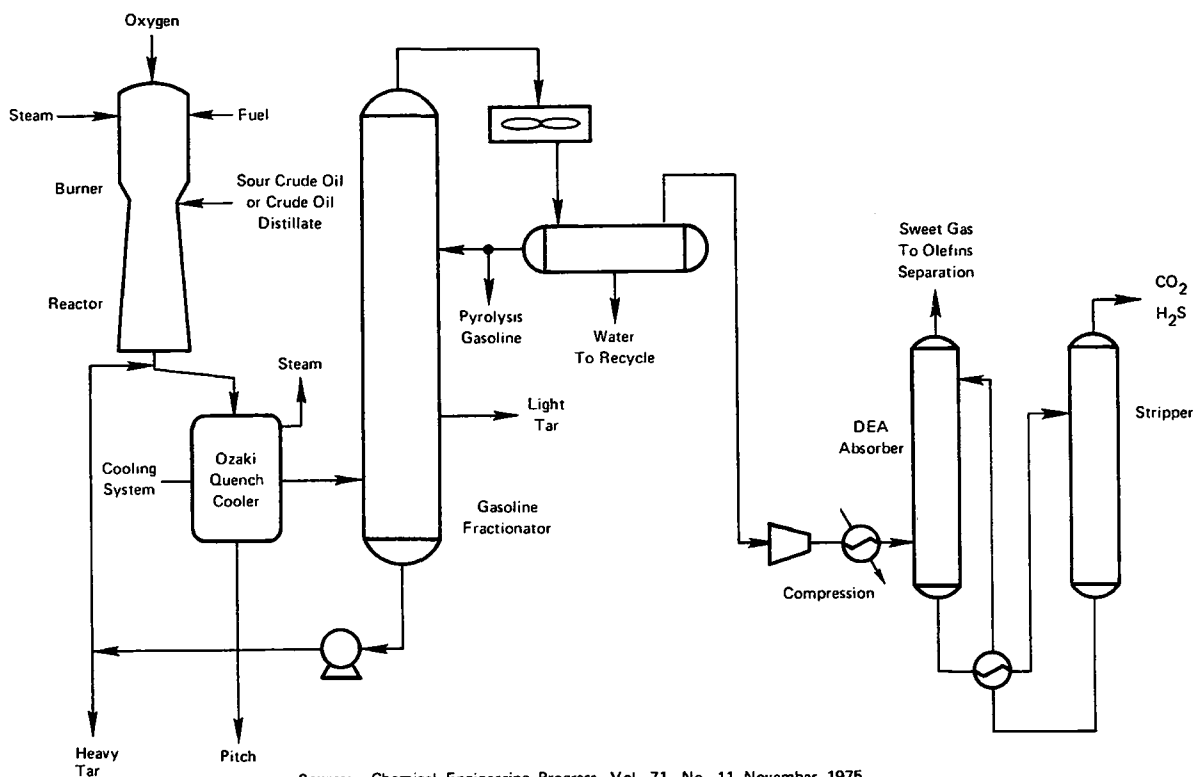 Oxygen
Steam
Fuel
Burner
Sour Crude Oil
or Crude Oil
Distillate
Reactor
Steam
Cooling
System
Ozaki
Quench
Cooler
Heavy
Tar
Pitch
Pyrolysis
Gasoline
Water
To Recycle
Light
Tar
Gasoline
Fractionator
Compression
Sweet Gas
To Olefins
Separation
DEA
Absorber
CO2
H2S
Stripper
Source: Chemical Engineering Progress, Vol. 71, No. 11 November, 1975